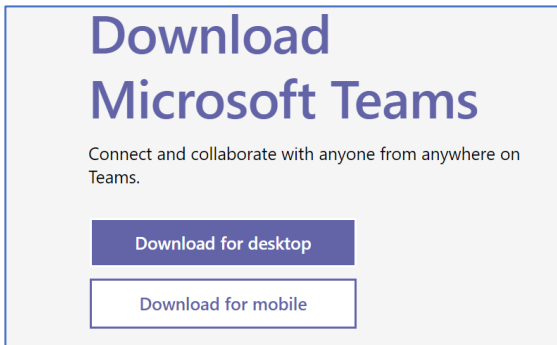 Download
Microsoft Teams
Connect and collaborate with anyone from anywhere on
Teams.
Download for desktop
Download for mobile